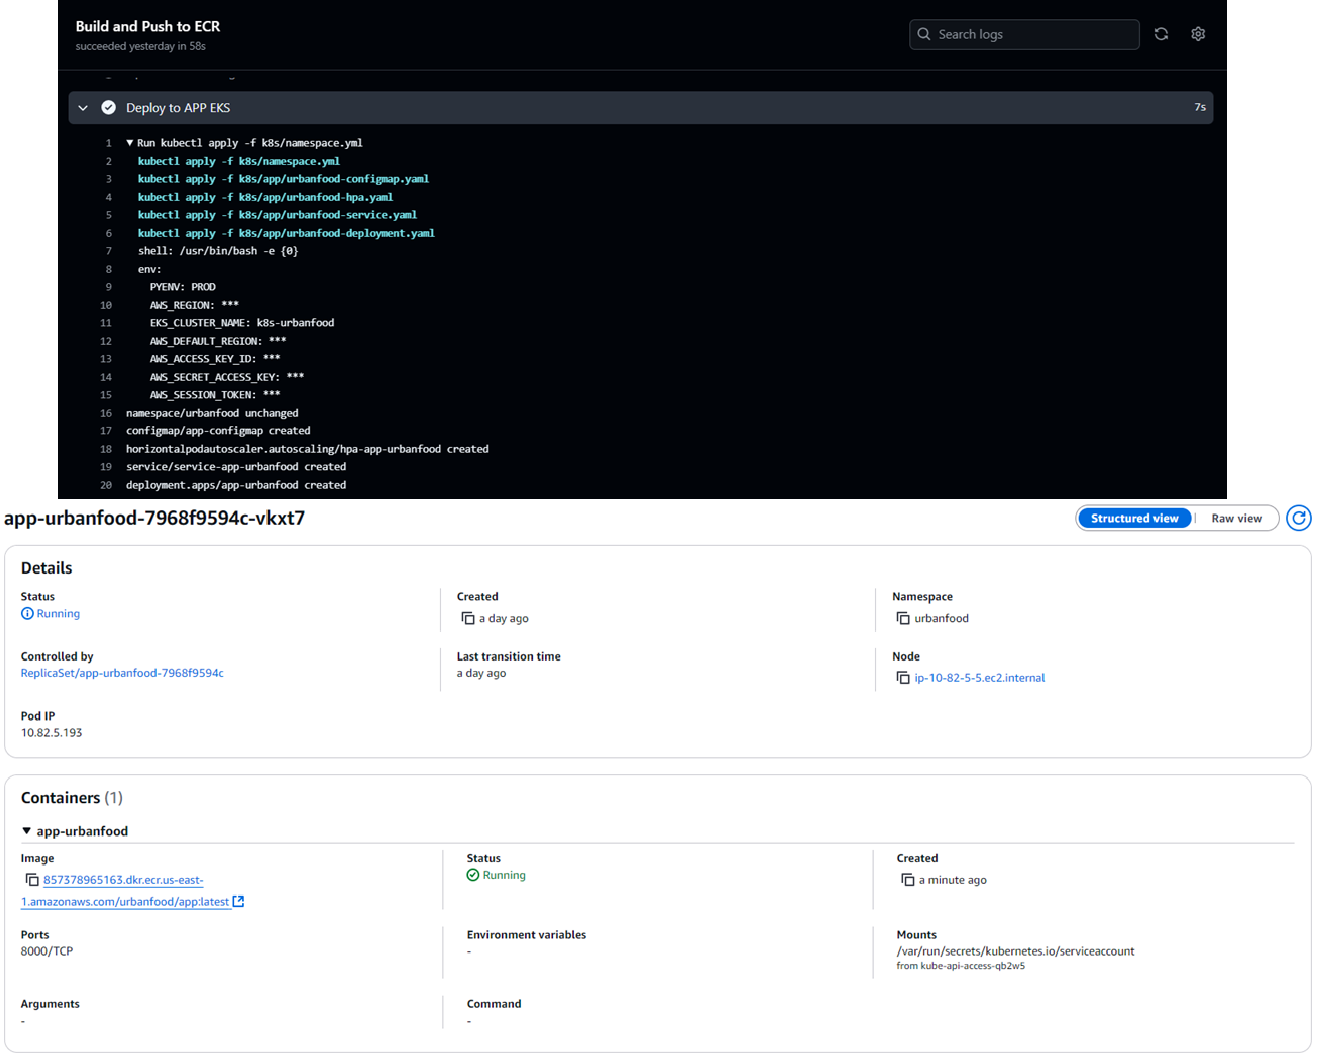 Build and Push to ECR
succeeded yesterday in 58s
Search logs
Deploy to APP EKS
7s
1 ▼ Run kubectl apply -f k8s/namespace.yml
2 kubectl apply -f k8s/namespace.yml
3 kubectl apply -f k8s/app/urbanfood-configmap.yaml
4 kubectl apply -f k8s/app/urbanfood-hpa.yaml
5 kubectl apply -f k8s/app/urbanfood-service.yaml
6 kubectl apply -f k8s/app/urbanfood-deployment.yaml
7 shell: /usr/bin/bash -e {0}
8 env:
9 PYENV: PROD
10 AWS_REGION: ***
11 EKS_CLUSTER_NAME: k8s-urbanfood
12 AWS_DEFAULT_REGION: ***
13 AWS_ACCESS_KEY_ID: ***
14 AWS_SECRET_ACCESS_KEY: ***
15 AWS_SESSION_TOKEN: ***
16 namespace/urbanfood unchanged
17 configmap/app-configmap created
18 horizontalpodautoscaler.autoscaling/hpa-app-urbanfood created
19 service/service-app-urbanfood created
20 deployment.apps/app-urbanfood created
app-urbanfood-7968f9594c-vkxt7
Structured view
Raw view
Details
Status
Running
Created
a day ago
Namespace
urbanfood
Controlled by
ReplicaSet/app-urbanfood-7968f9594c
Last transition time
a day ago
Node
ip-10-82-5-5.ec2.internal
Pod IP
10.82.5.193
Containers (1)
▼ app-urbanfood
Image
857378965163.dkr.ecr.us-east-
1.amazonaws.com/urbanfood/app:latest
Status
Running
Created
a minute ago
Ports
8000/TCP
Environment variables
-
Mounts
/var/run/secrets/kubernetes.io/serviceaccount
from kube-api-access-qb2w5
Arguments
-
Command
-